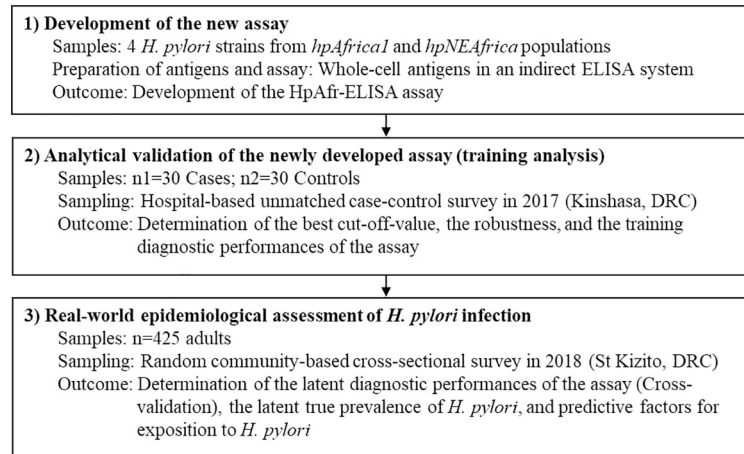 1) Development of the new assay
Samples: 4 H. pylori strains from hpAfrica1 and hpNEAfrica populations
Preparation of antigens and assay: Whole-cell antigens in an indirect ELISA system
Outcome: Development of the HpAfr-ELISA assay
2) Analytical validation of the newly developed assay (training analysis)
Samples: n1=30 Cases; n2=30 Controls
Sampling: Hospital-based unmatched case-control survey in 2017 (Kinshasa, DRC)
Outcome: Determination of the best cut-off-value, the robustness, and the training
diagnostic performances of the assay
3) Real-world epidemiological assessment of H. pylori infection
Samples: n=425 adults
Sampling: Random community-based cross-sectional survey in 2018 (St Kizito, DRC)
Outcome: Determination of the latent diagnostic performances of the assay (Cross-
validation), the latent true prevalence of H. pylori, and predictive factors for
exposition to H. pylori